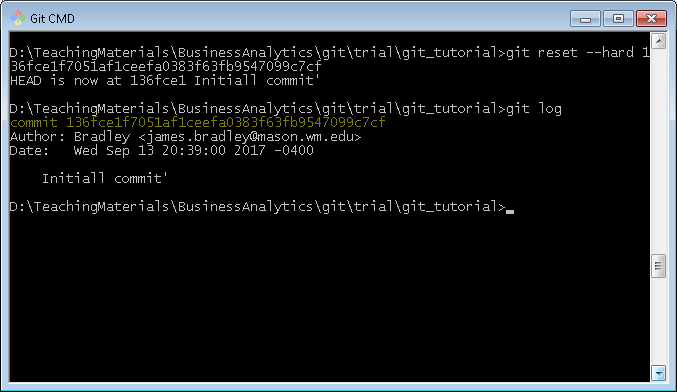 Git CMD
D:\TeachingMaterials\BusinessAnalytics\git\trial\git_tutorial>git reset --hard 1
36fce1f7051af1ceefa0383f63fb9547099c7cf
HEAD is now at 136fce1 Initiall commit'
D:\TeachingMaterials\BusinessAnalytics\git\trial\git_tutorial>git log
commit 136fce1f7051af1ceefa0383f63fb9547099c7cf
Author: Bradley <james.bradley@mason.wm.edu>
Date:   Wed Sep 13 20:39:00 2017 -0400
    Initiall commit'
D:\TeachingMaterials\BusinessAnalytics\git\trial\git_tutorial>